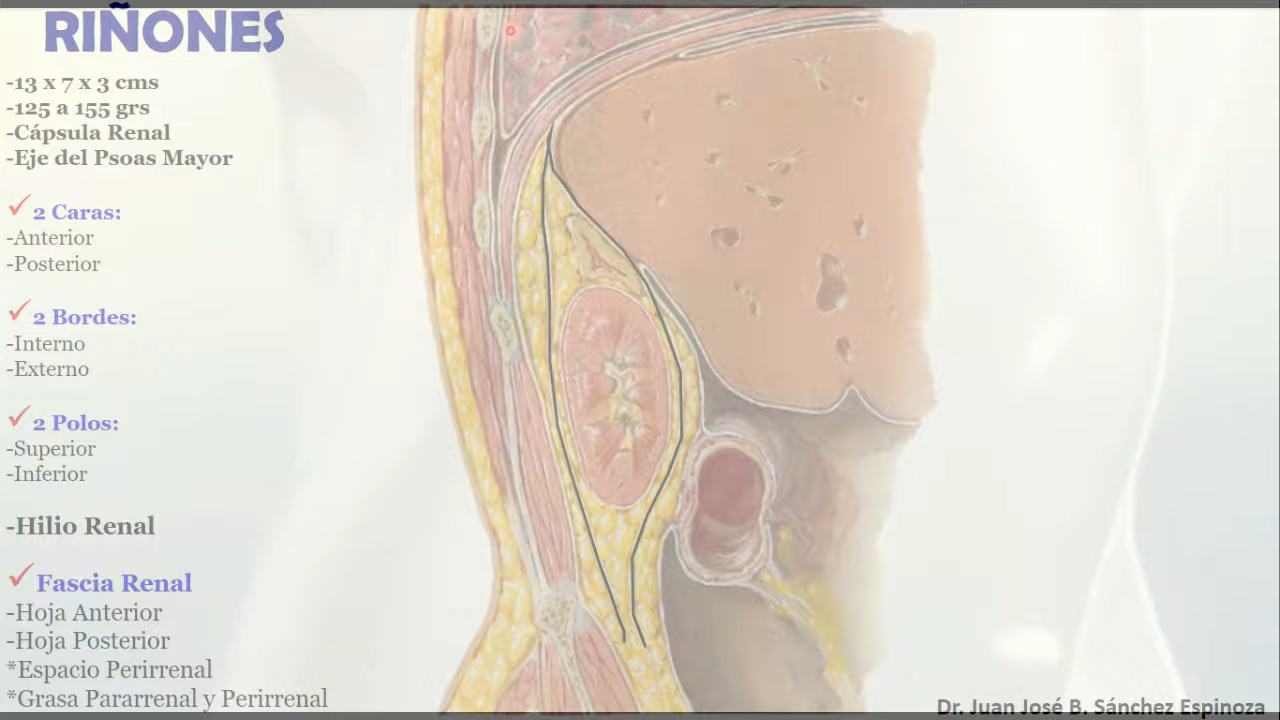 RIÑONES
-13 x 7 x 3 cms
-125 a 155 grs
-Cápsula Renal
-Eje del Psoas Mayor
2 Caras:
-Anterior
-Posterior
2 Bordes:
-Interno
-Externo
2 Polos:
-Superior
-Inferior
-Hilio Renal
Fascia Renal
-Hoja Anterior
-Hoja Posterior
*Espacio Perirrenal
*Grasa Pararrenal y Perirrenal
Dr. Juan José B. Sánchez Espinoza